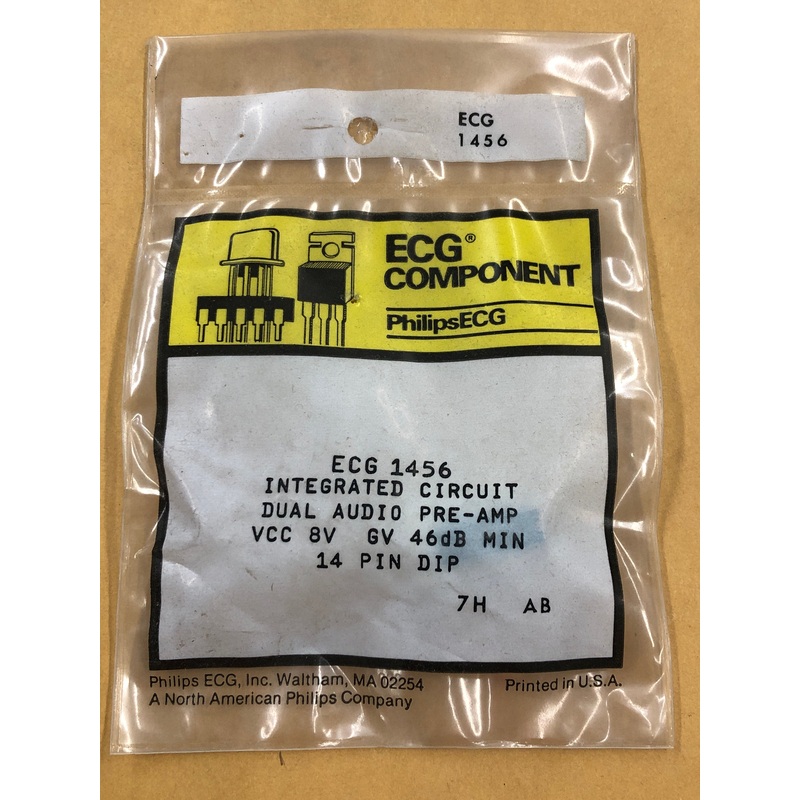 ECG
1456
ECG® COMPONENT
PhilipsECG
ECG 1456
INTEGRATED CIRCUIT
DUAL AUDIO PRE-AMP
VCC 8V GV 46dB MIN
14 PIN DIP
7H AB
Philips ECG, Inc. Waltham, MA 02254
A North American Philips Company
Printed in U.S.A.